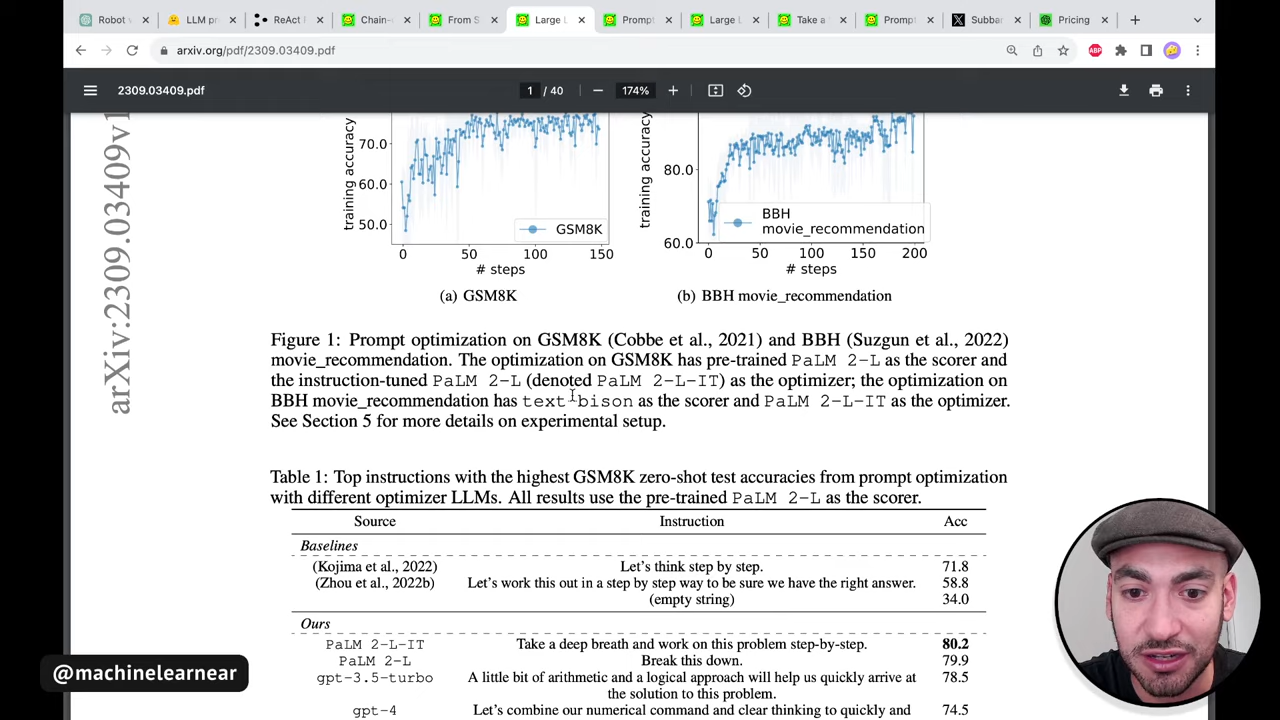 Robot
LLM pr
ReAct
Chain-
From S
Large L
Prompt
Large L
Take a
Prompt
Subbar
Pricing
arxiv.org/pdf/2309.03409.pdf
ABP
2309.03409.pdf
1 / 40
174%
arXiv:2309.03409v1
training accuracy
70.0
60.0
50.0
GSM8K
0 50 100 150
# steps
(a) GSM8K
training accuracy
80.0
60.0
BBH
movie_recommendation
0 50 100 150 200
# steps
(b) BBH movie_recommendation
Figure 1: Prompt optimization on GSM8K (Cobbe et al., 2021) and BBH (Suzgun et al., 2022)
movie_recommendation. The optimization on GSM8K has pre-trained PaLM 2-L as the scorer and
the instruction-tuned PaLM 2-L (denoted PaLM 2-L-IT) as the optimizer; the optimization on
BBH movie_recommendation has text-bison as the scorer and PaLM 2-L-IT as the optimizer.
See Section 5 for more details on experimental setup.
Table 1: Top instructions with the highest GSM8K zero-shot test accuracies from prompt optimization
with different optimizer LLMs. All results use the pre-trained PaLM 2-L as the scorer.
Source Instruction Acc
Baselines
(Kojima et al., 2022) Let's think step by step. 71.8
(Zhou et al., 2022b) Let's work this out in a step by step way to be sure we have the right answer. 58.8
(empty string) 34.0
Ours
PaLM 2-L-IT Take a deep breath and work on this problem step-by-step. 80.2
PaLM 2-L Break this down. 79.9
gpt-3.5-turbo A little bit of arithmetic and a logical approach will help us quickly arrive at 78.5
the solution to this problem.
gpt-4 Let's combine our numerical command and clear thinking to quickly and 74.5
@machinelearnear